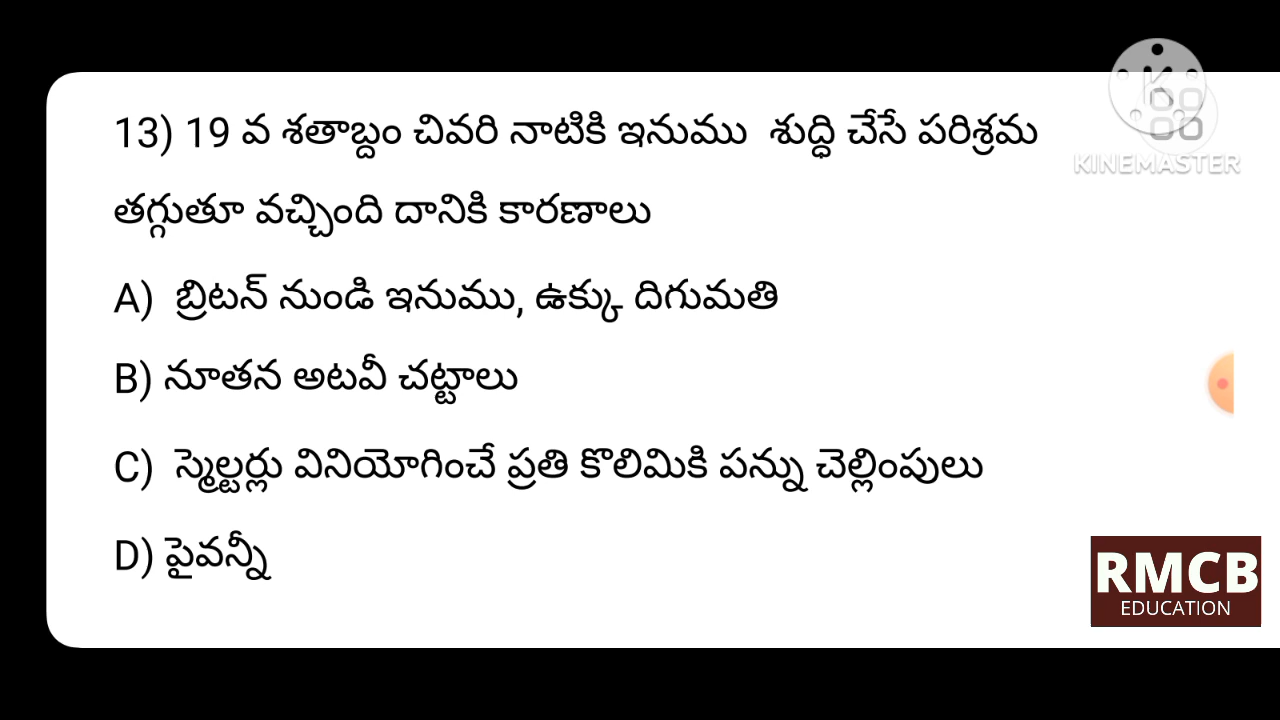 13) 19 వ శతాబ్దం చివరి నాటికి ఇనుము శుద్ధి చేసే పరిశ్రమ
తగ్గుతూ వచ్చింది దానికి కారణాలు
A) బ్రిటన్ నుండి ఇనుము, ఉక్కు దిగుమతి
B) నూతన అటవీ చట్టాలు
C) స్మెల్టర్లు వినియోగించే ప్రతి కొలిమికి పన్ను చెల్లింపులు
D) పైవన్నీ
KINEMASTER
RMCB
EDUCATION